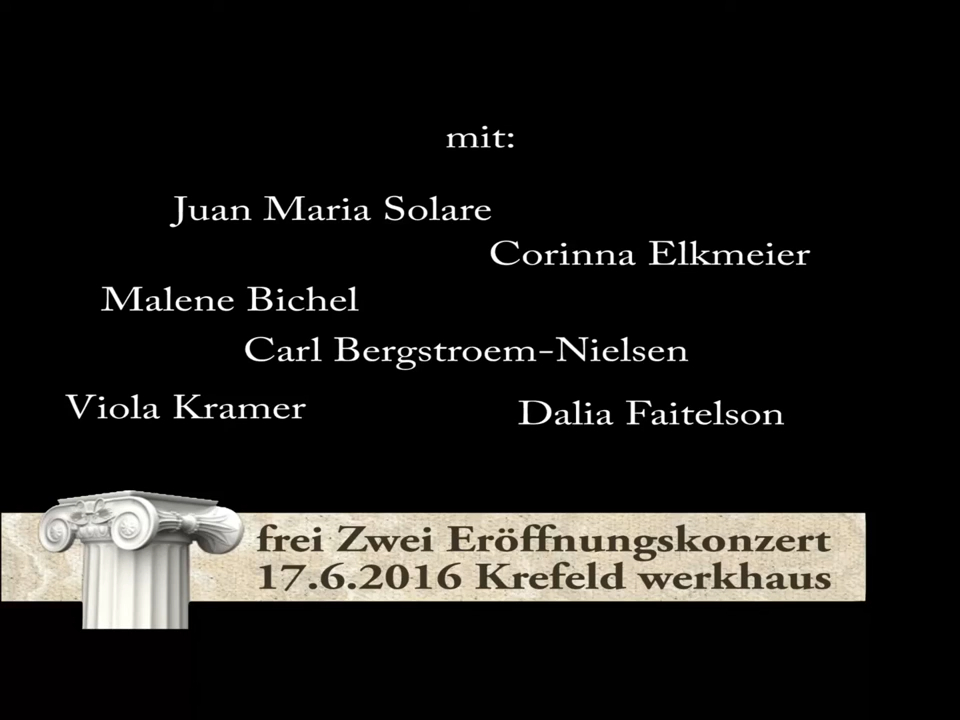 mit:
Juan Maria Solare
Corinna Elkmeier
Malene Bichel
Carl Bergstroem-Nielsen
Viola Kramer
Dalia Faitelson
frei Zwei Eröffnungskonzert
17.6.2016 Krefeld werkhaus